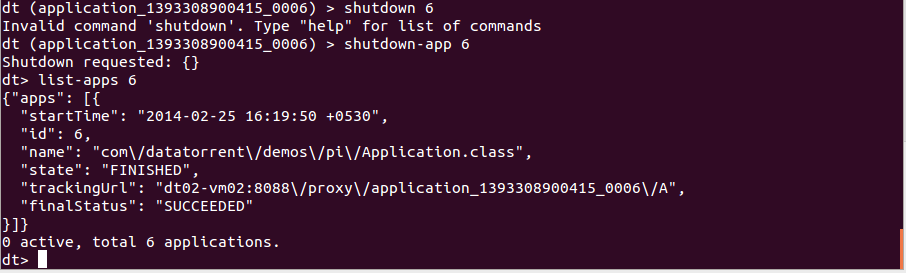 dt (application_1393308900415_0006) > shutdown 6
Invalid command 'shutdown'. Type "help" for list of commands
dt (application_1393308900415_0006) > shutdown-app 6
Shutdown requested: {}
dt> list-apps 6
{"apps": [{
  "startTime": "2014-02-25 16:19:50 +0530",
  "id": 6,
  "name": "com\/datatorrent\/demos\/pi\/Application.class",
  "state": "FINISHED",
  "trackingUrl": "dt02-vm02:8088\/proxy\/application_1393308900415_0006\/A",
  "finalStatus": "SUCCEEDED"
}]}
0 active, total 6 applications.
dt>